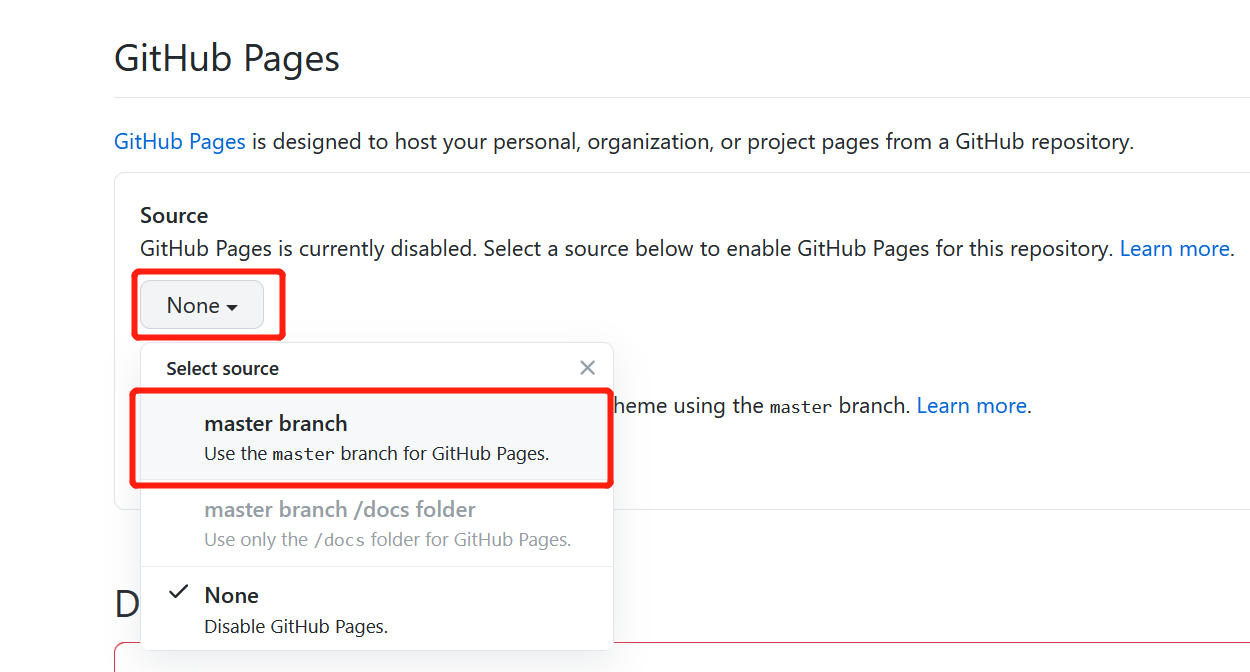 GitHub Pages
GitHub Pages is designed to host your personal, organization, or project pages from a GitHub repository.
Source
GitHub Pages is currently disabled. Select a source below to enable GitHub Pages for this repository. Learn more.
None
Select source
master branch
heme using the master branch. Learn more.
Use the master branch for GitHub Pages.
master branch /docs folder
Use only the /docs folder for GitHub Pages.
None
D
Disable GitHub Pages.